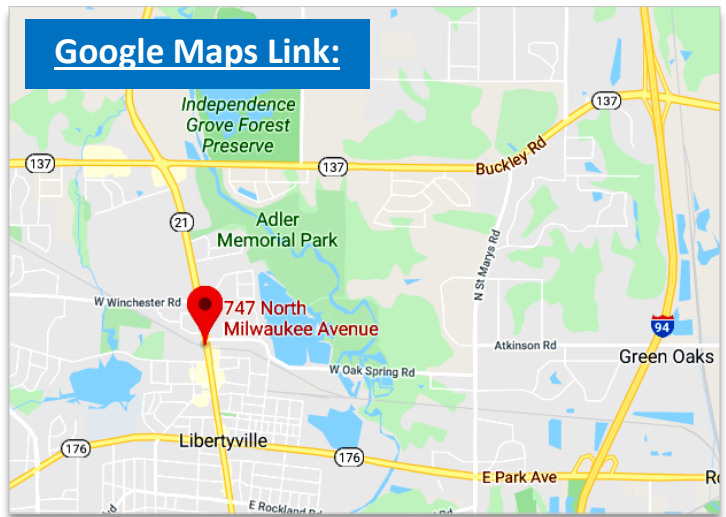 Google Maps Link:
Independence
Grove Forest
Preserve
137
137
137
Buckley Rd
21
Adler
Memorial Park
N St Marys Rd
W Winchester Rd
747 North
Milwaukee Avenue
94
Atkinson Rd
Green Oaks
W Oak Spring Rd
Libertyville
176
176
E Park Ave
E Rockland Rd